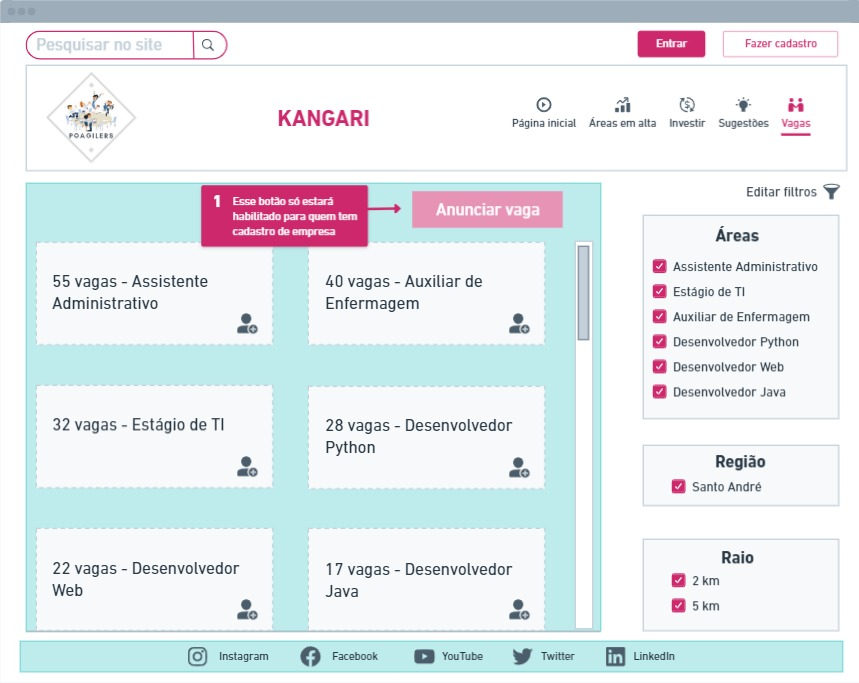 Pesquisar no site
Entrar
Fazer cadastro
POAGILERS
KANGARI
Página inicial
Áreas em alta
Investir
Sugestões
Vagas
1 Esse botão só estará
habilitado para quem tem
cadastro de empresa
Anunciar vaga
Editar filtros
55 vagas - Assistente
Administrativo
40 vagas - Auxiliar de
Enfermagem
32 vagas - Estágio de TI
28 vagas - Desenvolvedor
Python
22 vagas - Desenvolvedor
Web
17 vagas - Desenvolvedor
Java
Áreas
Assistente Administrativo
Estágio de TI
Auxiliar de Enfermagem
Desenvolvedor Python
Desenvolvedor Web
Desenvolvedor Java
Região
Santo André
Raio
2 km
5 km
Instagram
Facebook
YouTube
Twitter
LinkedIn